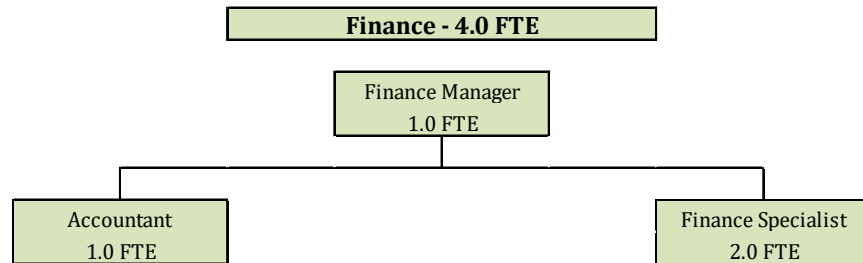 Finance - 4.0 FTE
Finance Manager
1.0 FTE
Accountant
1.0 FTE
Finance Specialist
2.0 FTE